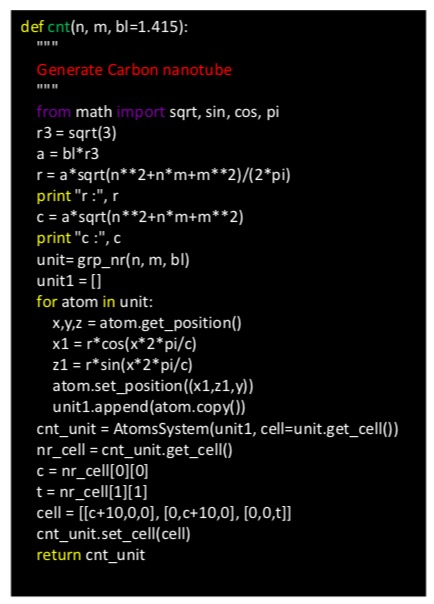 def cnt(n, m, bl=1.415):
"""
Generate Carbon nanotube
"""
from math import sqrt, sin, cos, pi
r3 = sqrt(3)
a = bl*r3
r = a*sqrt(n**2+n*m+m**2)/(2*pi)
print "r :", r
c = a*sqrt(n**2+n*m+m**2)
print "c :", c
unit= grp_nr(n, m, bl)
unit1 = []
for atom in unit:
x,y,z = atom.get_position()
x1 = r*cos(x*2*pi/c)
z1 = r*sin(x*2*pi/c)
atom.set_position((x1,z1,y))
unit1.append(atom.copy())
cnt_unit = AtomsSystem(unit1, cell=unit.get_cell())
nr_cell = cnt_unit.get_cell()
c = nr_cell[0][0]
t = nr_cell[1][1]
cell = [[c+10,0,0], [0,c+10,0], [0,0,t]]
cnt_unit.set_cell(cell)
return cnt_unit